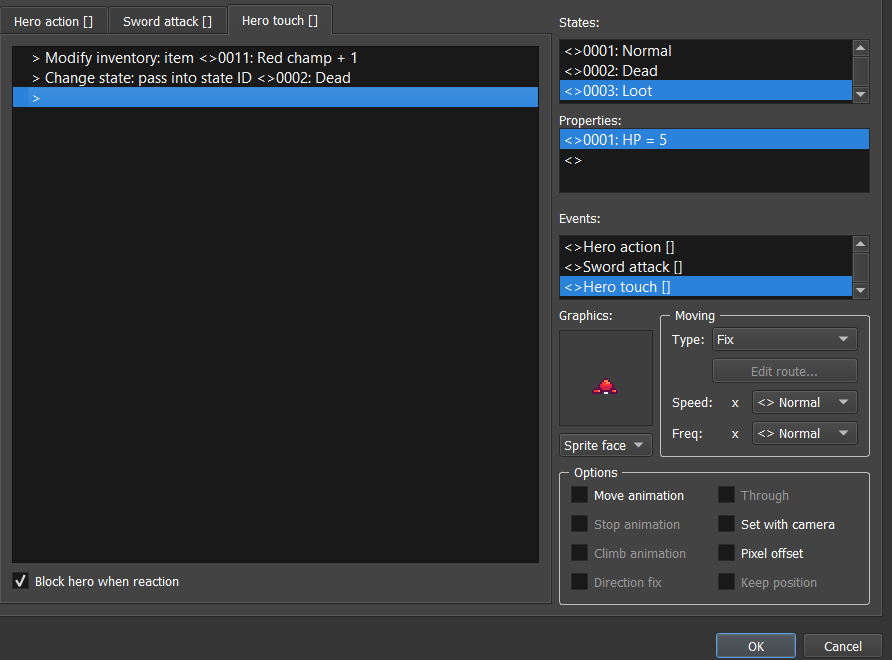 Hero action []
Sword attack []
Hero touch []
> Modify inventory: item <>0011: Red champ + 1
> Change state: pass into state ID <>0002: Dead
>
Block hero when reaction
States:
<>0001: Normal
<>0002: Dead
<>0003: Loot
Properties:
<>0001: HP = 5
<>
Events:
<>Hero action []
<>Sword attack []
<>Hero touch []
Graphics:
Sprite face
Moving
Type: Fix
Edit route...
Speed: x <> Normal
Freq: x <> Normal
Options
Move animation
Through
Stop animation
Set with camera
Climb animation
Pixel offset
Direction fix
Keep position
OK
Cancel